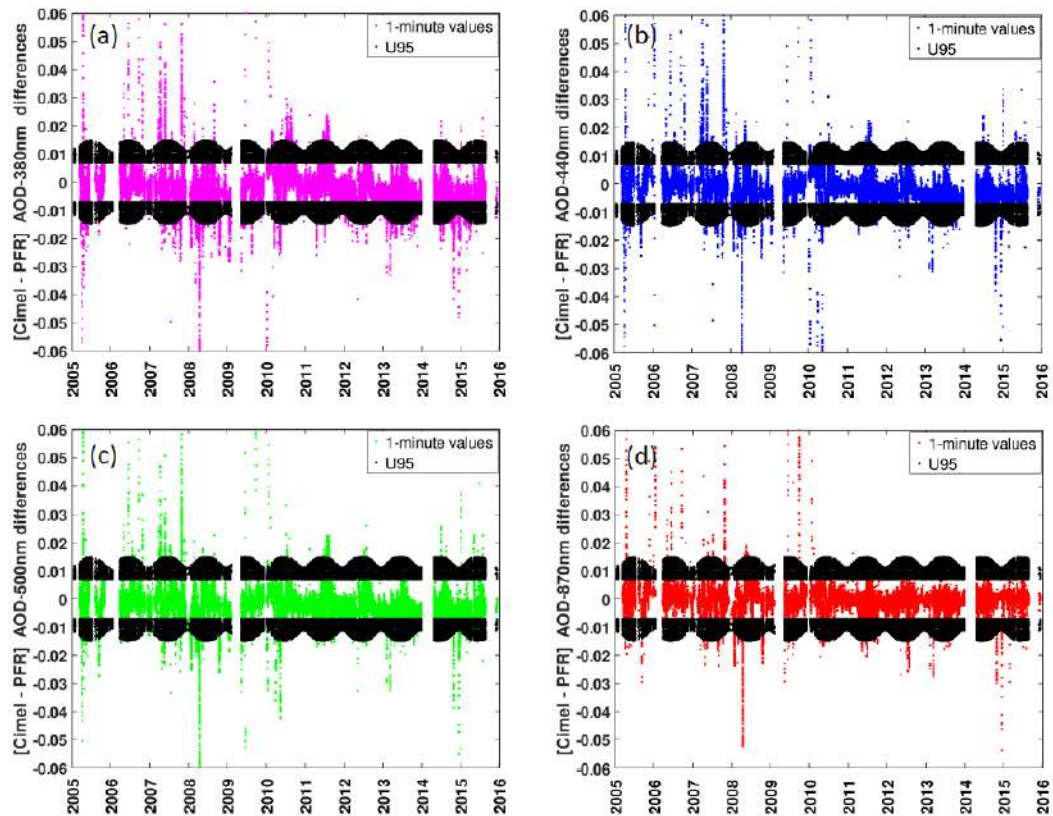 (a)
1-minute values
U95
[Cimel - PFR] AOD-380nm differences
0.06
0.05
0.04
0.03
0.02
0.01
0
-0.01
-0.02
-0.03
-0.04
-0.05
-0.06
2005 2006 2007 2008 2009 2010 2011 2012 2013 2014 2015 2016
(b)
1-minute values
U95
[Cimel - PFR] AOD-440nm differences
0.06
0.05
0.04
0.03
0.02
0.01
0
-0.01
-0.02
-0.03
-0.04
-0.05
-0.06
2005 2006 2007 2008 2009 2010 2011 2012 2013 2014 2015 2016
(c)
1-minute values
U95
[Cimel - PFR] AOD-500nm differences
0.06
0.05
0.04
0.03
0.02
0.01
0
-0.01
-0.02
-0.03
-0.04
-0.05
-0.06
2005 2006 2007 2008 2009 2010 2011 2012 2013 2014 2015 2016
(d)
1-minute values
U95
[Cimel - PFR] AOD-870nm differences
0.06
0.05
0.04
0.03
0.02
0.01
0
-0.01
-0.02
-0.03
-0.04
-0.05
-0.06
2005 2006 2007 2008 2009 2010 2011 2012 2013 2014 2015 2016